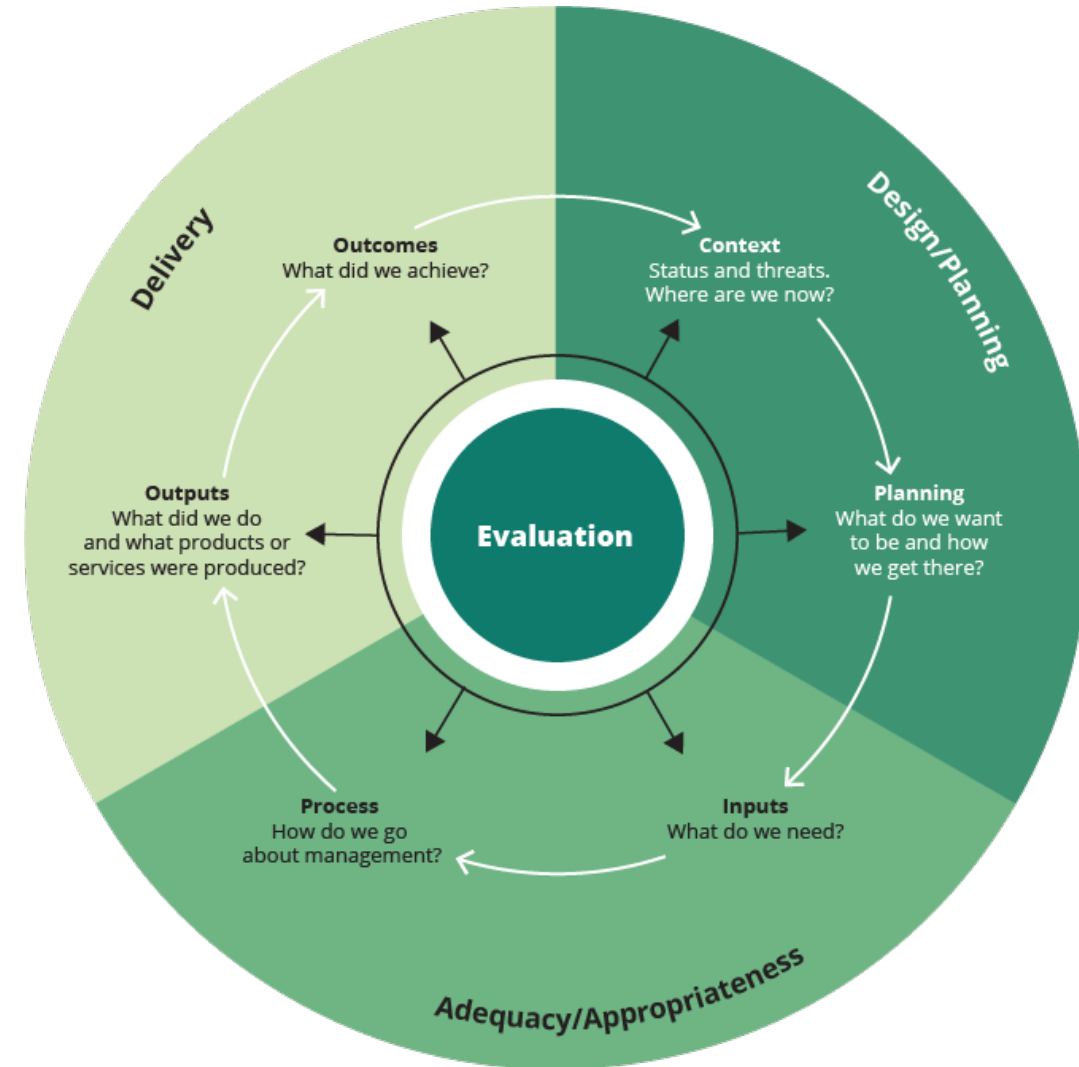 Design/Planning
Context
Status and threats.
Where are we now?
Planning
What do we want
to be and how
we get there?
Adequacy/Appropriateness
Inputs
What do we need?
Process
How do we go
about management?
Delivery
Outputs
What did we do
and what products or
services were produced?
Outcomes
What did we achieve?
Evaluation